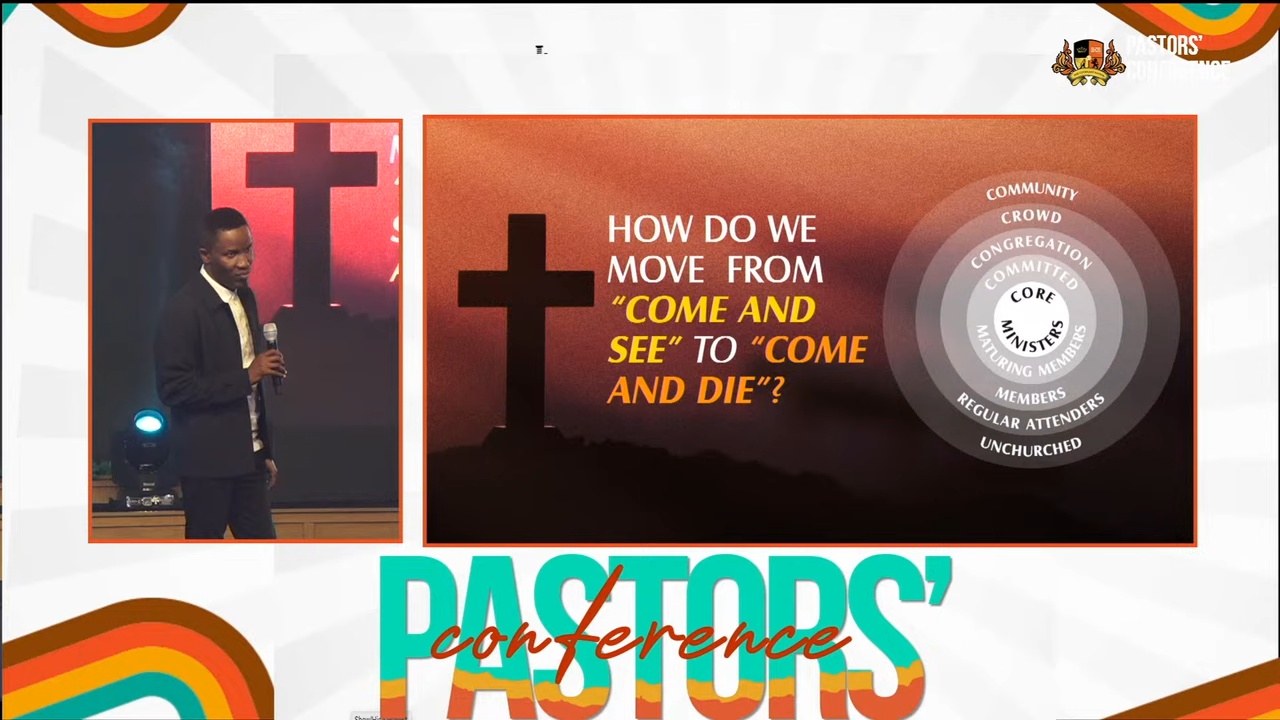 PASTORS'
CONFERENCE
HOW DO WE
MOVE FROM
“COME AND
SEE” TO “COME
AND DIE”?
COMMUNITY
CROWD
CONGREGATION
COMMITTED
CORE
MINISTERS
MATURING MEMBERS
MEMBERS
REGULAR ATTENDERS
UNCHURCHED
PASTORS'
conference